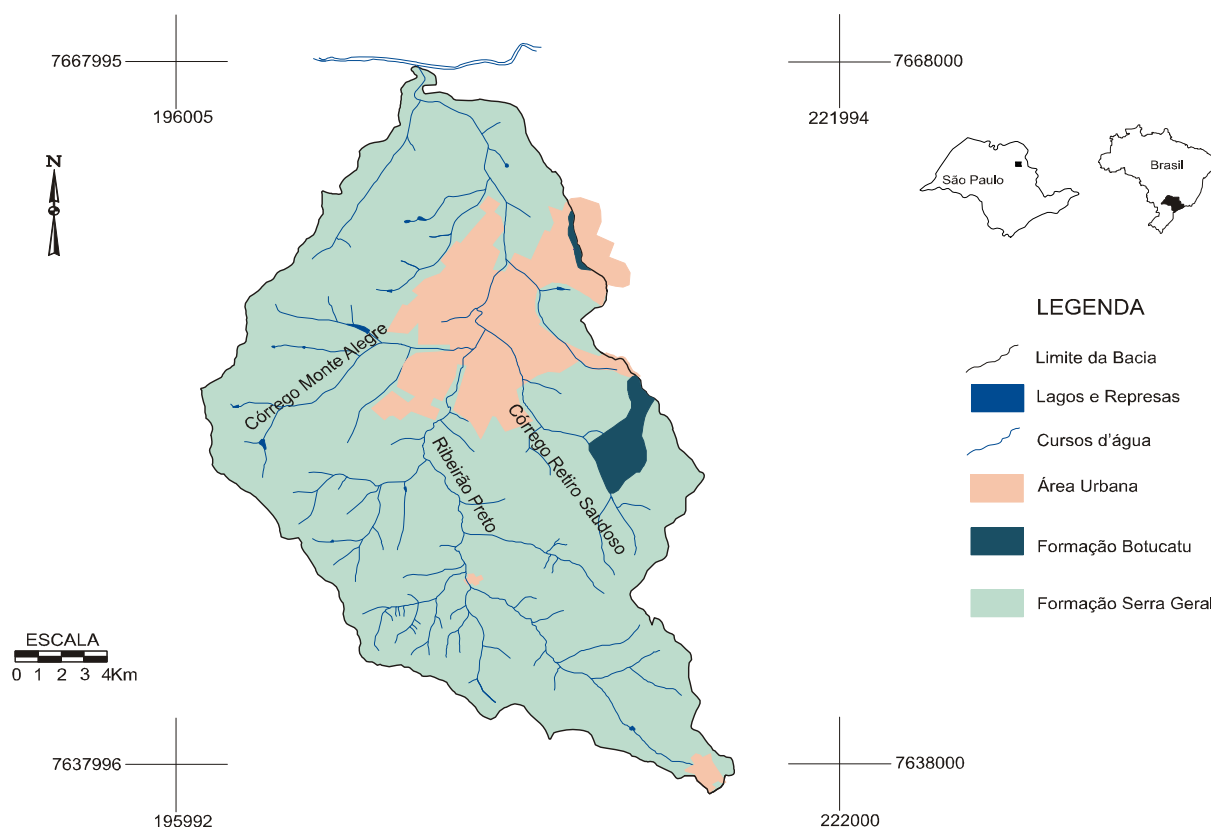 7667995
196005
7668000
221994
N
São Paulo
Brasil
LEGENDA
Limite da Bacia
Lagos e Represas
Cursos d'água
Área Urbana
Formação Botucatu
Formação Serra Geral
Córrego Monte Alegre
Ribeirão Preto
Córrego Retiro Saudoso
ESCALA
0 1 2 3 4Km
7637996
195992
7638000
222000